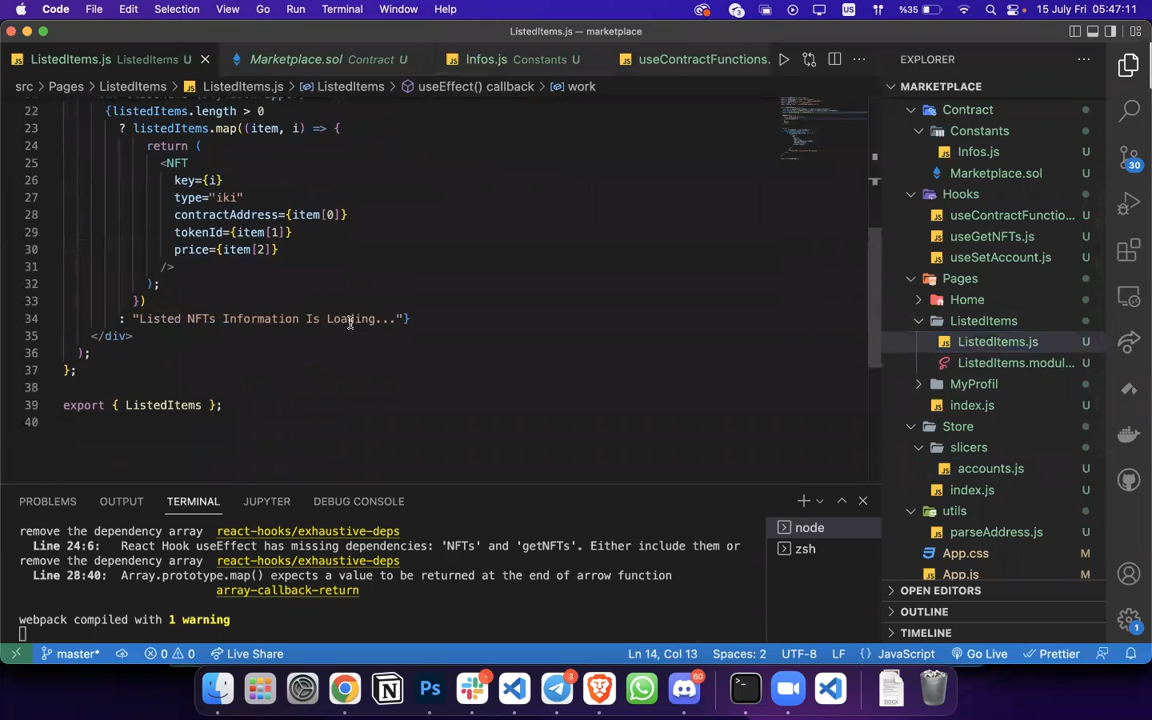 Code File Edit Selection View Go Run Terminal Window Help 3 US %35 15 July Fri 05:47:11
ListedItems.js — marketplace
ListedItems.js ListedItems U Marketplace.sol Contract U Infos.js Constants U useContractFunctions.
src > Pages > ListedItems > ListedItems.js > ListedItems > useEffect() callback > work
22 {listedItems.length > 0
23 ? listedItems.map((item, i) => {
24 return (
25 <NFT
26 key={i}
27 type="iki"
28 contractAddress={item[0]}
29 tokenId={item[1]}
30 price={item[2]}
31 />
32 );
33 })
34 : "Listed NFTs Information Is Loading..."}
35 </div>
36 );
37 };
38
39 export { ListedItems };
40
EXPLORER
MARKETPLACE
Contract
Constants
Infos.js U
Marketplace.sol U
Hooks
useContractFunctio... U
useGetNFTs.js U
useSetAccount.js U
Pages
Home
ListedItems
ListedItems.js U
ListedItems.modul... U
MyProfil
index.js U
Store
slicers
accounts.js U
index.js U
utils
parseAddress.js U
App.css M
App.js M
OPEN EDITORS
OUTLINE
TIMELINE
30
1
PROBLEMS OUTPUT TERMINAL JUPYTER DEBUG CONSOLE
remove the dependency array react-hooks/exhaustive-deps
Line 24:6: React Hook useEffect has missing dependencies: 'NFTs' and 'getNFTs'. Either include them or
remove the dependency array react-hooks/exhaustive-deps
Line 28:40: Array.prototype.map() expects a value to be returned at the end of arrow function
array-callback-return
webpack compiled with 1 warning
node
zsh
master* 0 0 Live Share Ln 14, Col 13 Spaces: 2 UTF-8 LF JavaScript Go Live Prettier
Ps 3 60